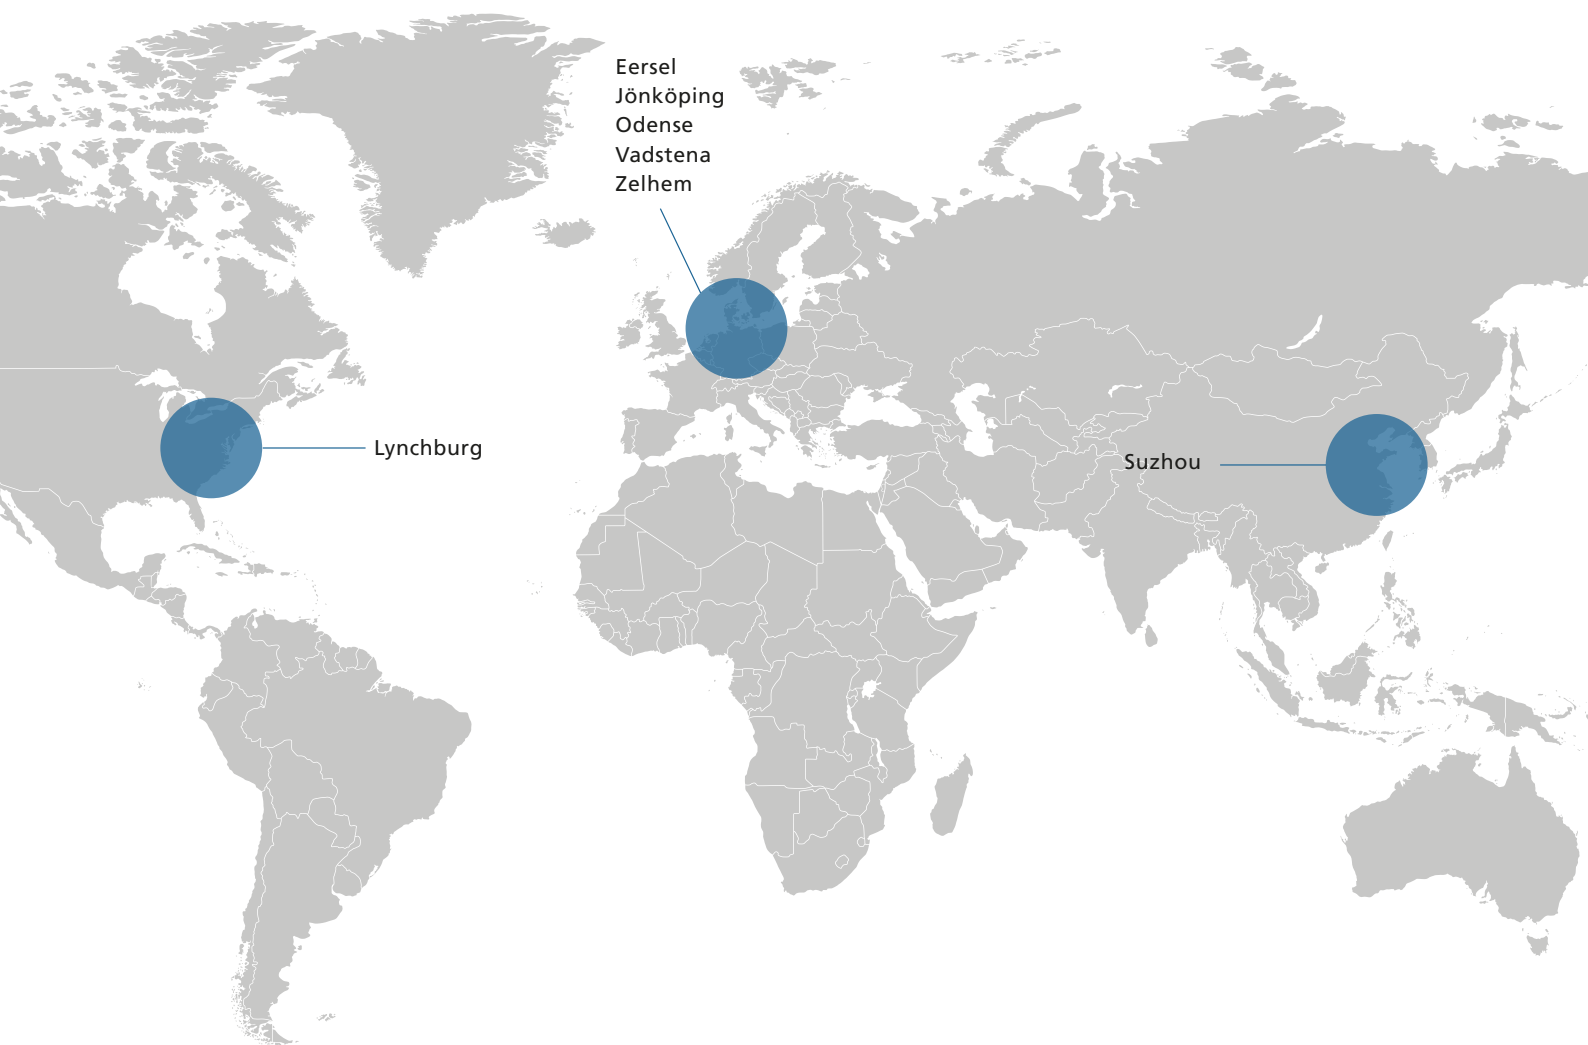 Eersel
Jönköping
Odense
Vadstena
Zelhem
Lynchburg
Suzhou